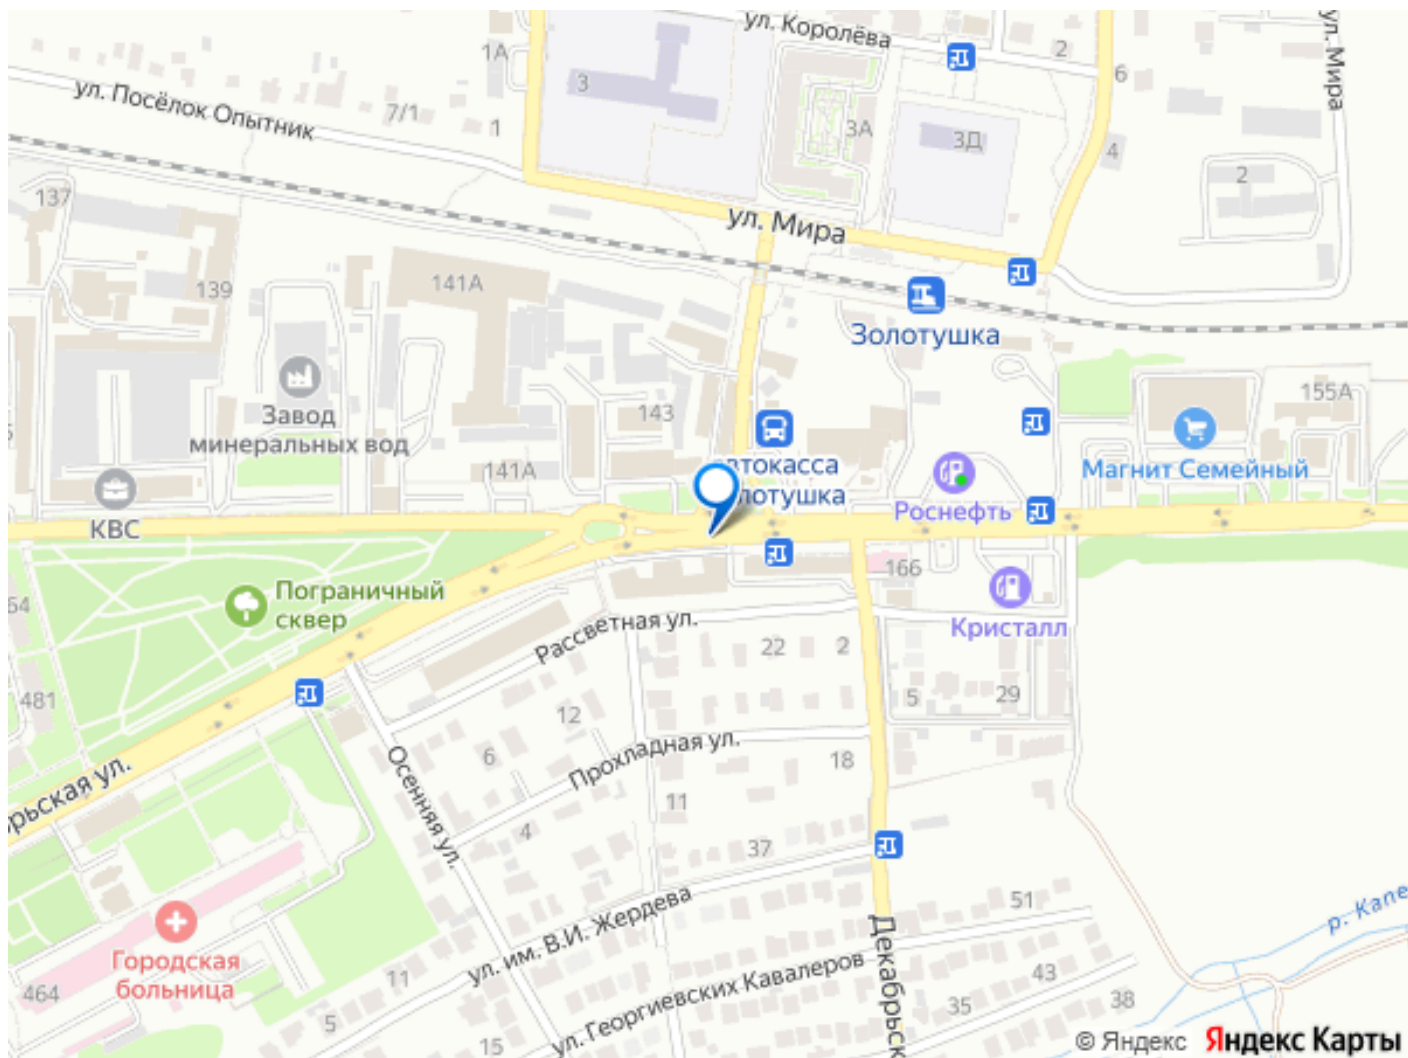 ул. Королёва
2
1А
3
6
ул. Мира
ул. Посёлок Опытник
7/1
1
3А
3Д
4
2
137
ул. Мира
139
141А
Золотушка
Завод
минеральных вод
143
155А
141А
автокасса
Золотушка
Магнит Семейный
КВС
Роснефть
166
Пограничный
сквер
Рассветная ул.
Кристалл
22
2
481
12
5
29
6
Прохладная ул.
18
Осенняя ул.
11
4
37
ул. им. В.И. Жердева
51
Городская
больница
464
11
ул. Георгиевских Кавалеров
43
35
38
5
15
© Яндекс Яндекс Карты